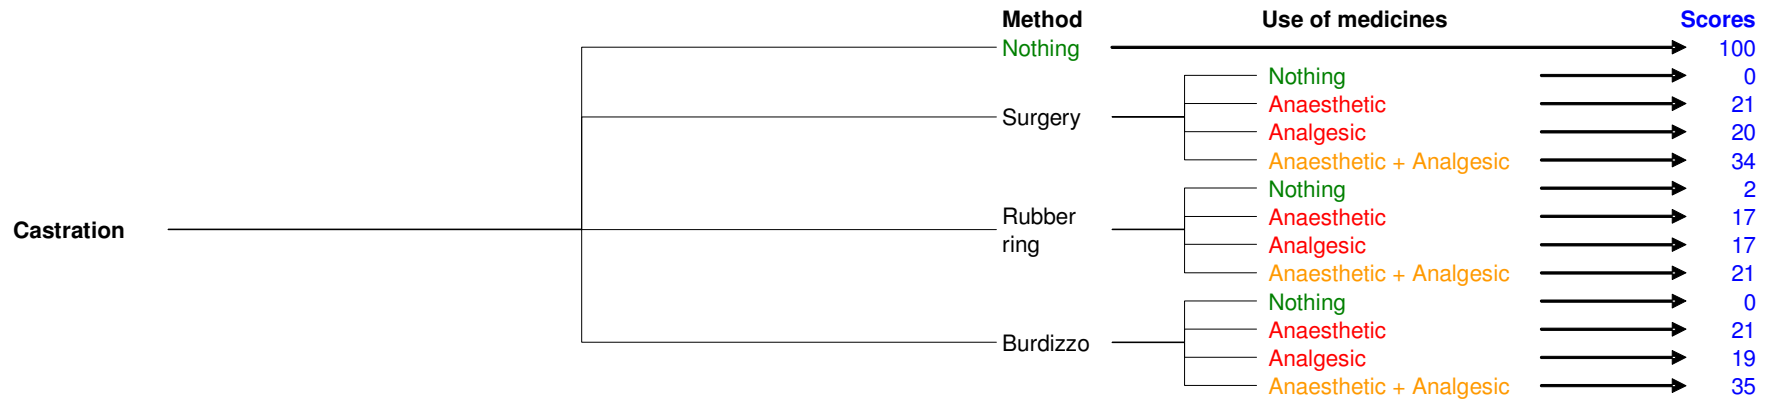 Method Use of medicines Scores
Nothing 100
Nothing 0
Anaesthetic 21
Surgery
Analgesic 20
Anaesthetic + Analgesic 34
Nothing 2
Rubber
ring
Anaesthetic 17
Castration
Analgesic 17
Anaesthetic + Analgesic 21
Nothing 0
Anaesthetic 21
Burdizzo
Analgesic 19
Anaesthetic + Analgesic 35